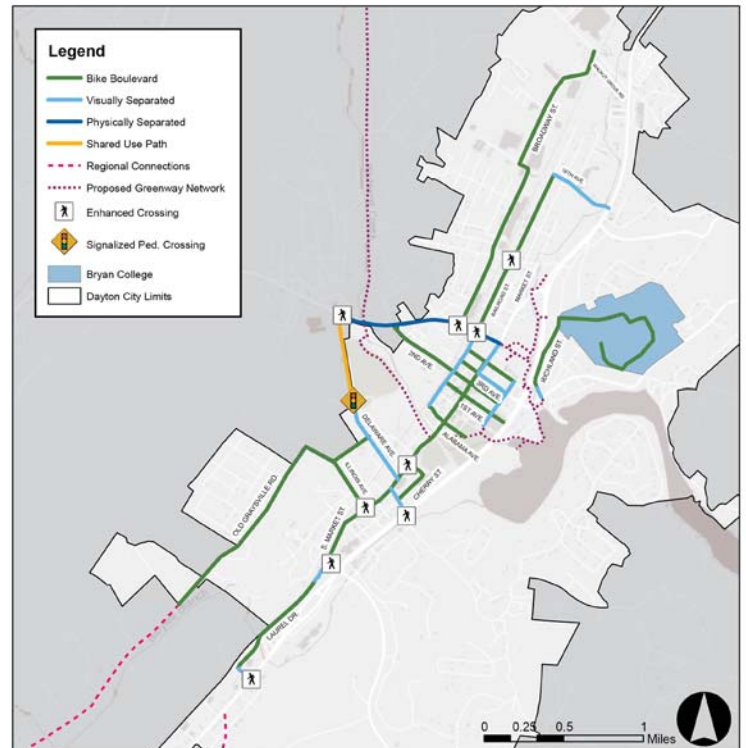 Legend
Bike Boulevard
Visually Separated
Physically Separated
Shared Use Path
Regional Connections
Proposed Greenway Network
Enhanced Crossing
Signalized Ped. Crossing
Bryan College
Dayton City Limits
BROADWAY ST.
RAILROAD ST
MARKET ST
RICHLAND ST.
2ND AVE.
3RD AVE.
1ST AVE.
ALABAMA AVE.
DELAWARE AVE.
CHERRY ST
ILLINOIS AVE.
OLD GRAYSVILLE RD.
S. MARKET ST.
LAUREL DR.
0 0.25 0.5 1
Miles